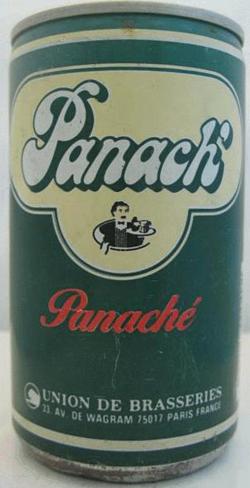 Panach'
Panaché
UNION DE BRASSERIES
33. AV. DE WAGRAM 75017 PARIS FRANCE